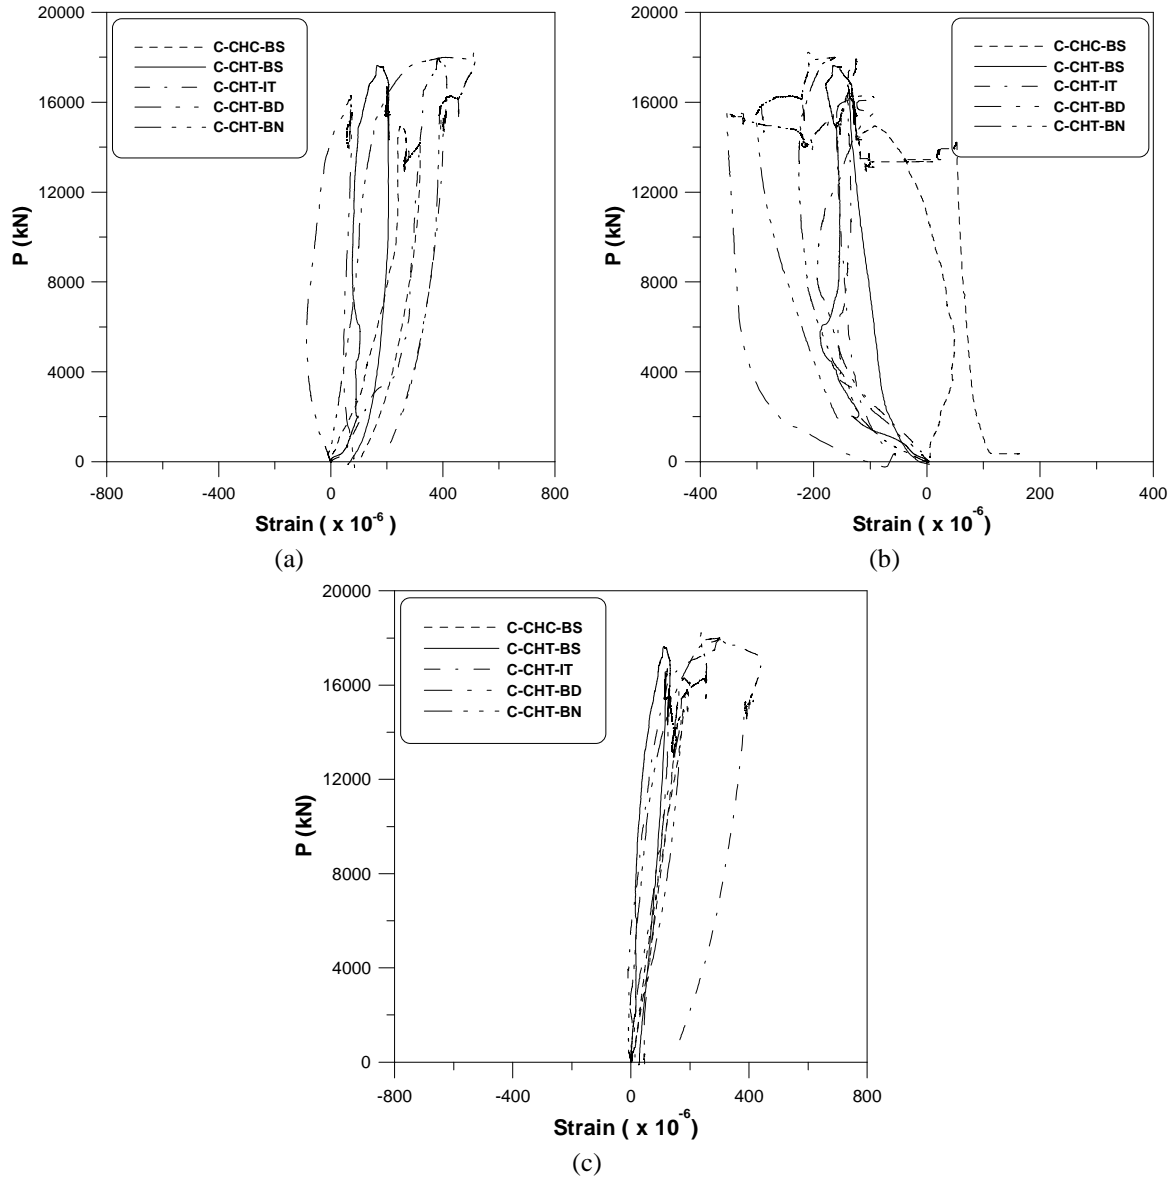 20000
16000
12000
8000
4000
0
P (kN)
C-CHC-BS
C-CHT-BS
C-CHT-IT
C-CHT-BD
C-CHT-BN
-800
-400
0
400
800
Strain ( x 10-6 )
(a)
20000
16000
12000
8000
4000
0
P (kN)
C-CHC-BS
C-CHT-BS
C-CHT-IT
C-CHT-BD
C-CHT-BN
-400
-200
0
200
400
Strain ( x 10-6)
(b)
20000
16000
12000
8000
4000
0
P (kN)
C-CHC-BS
C-CHT-BS
C-CHT-IT
C-CHT-BD
C-CHT-BN
-800
-400
0
400
800
Strain ( x 10-6)
(c)